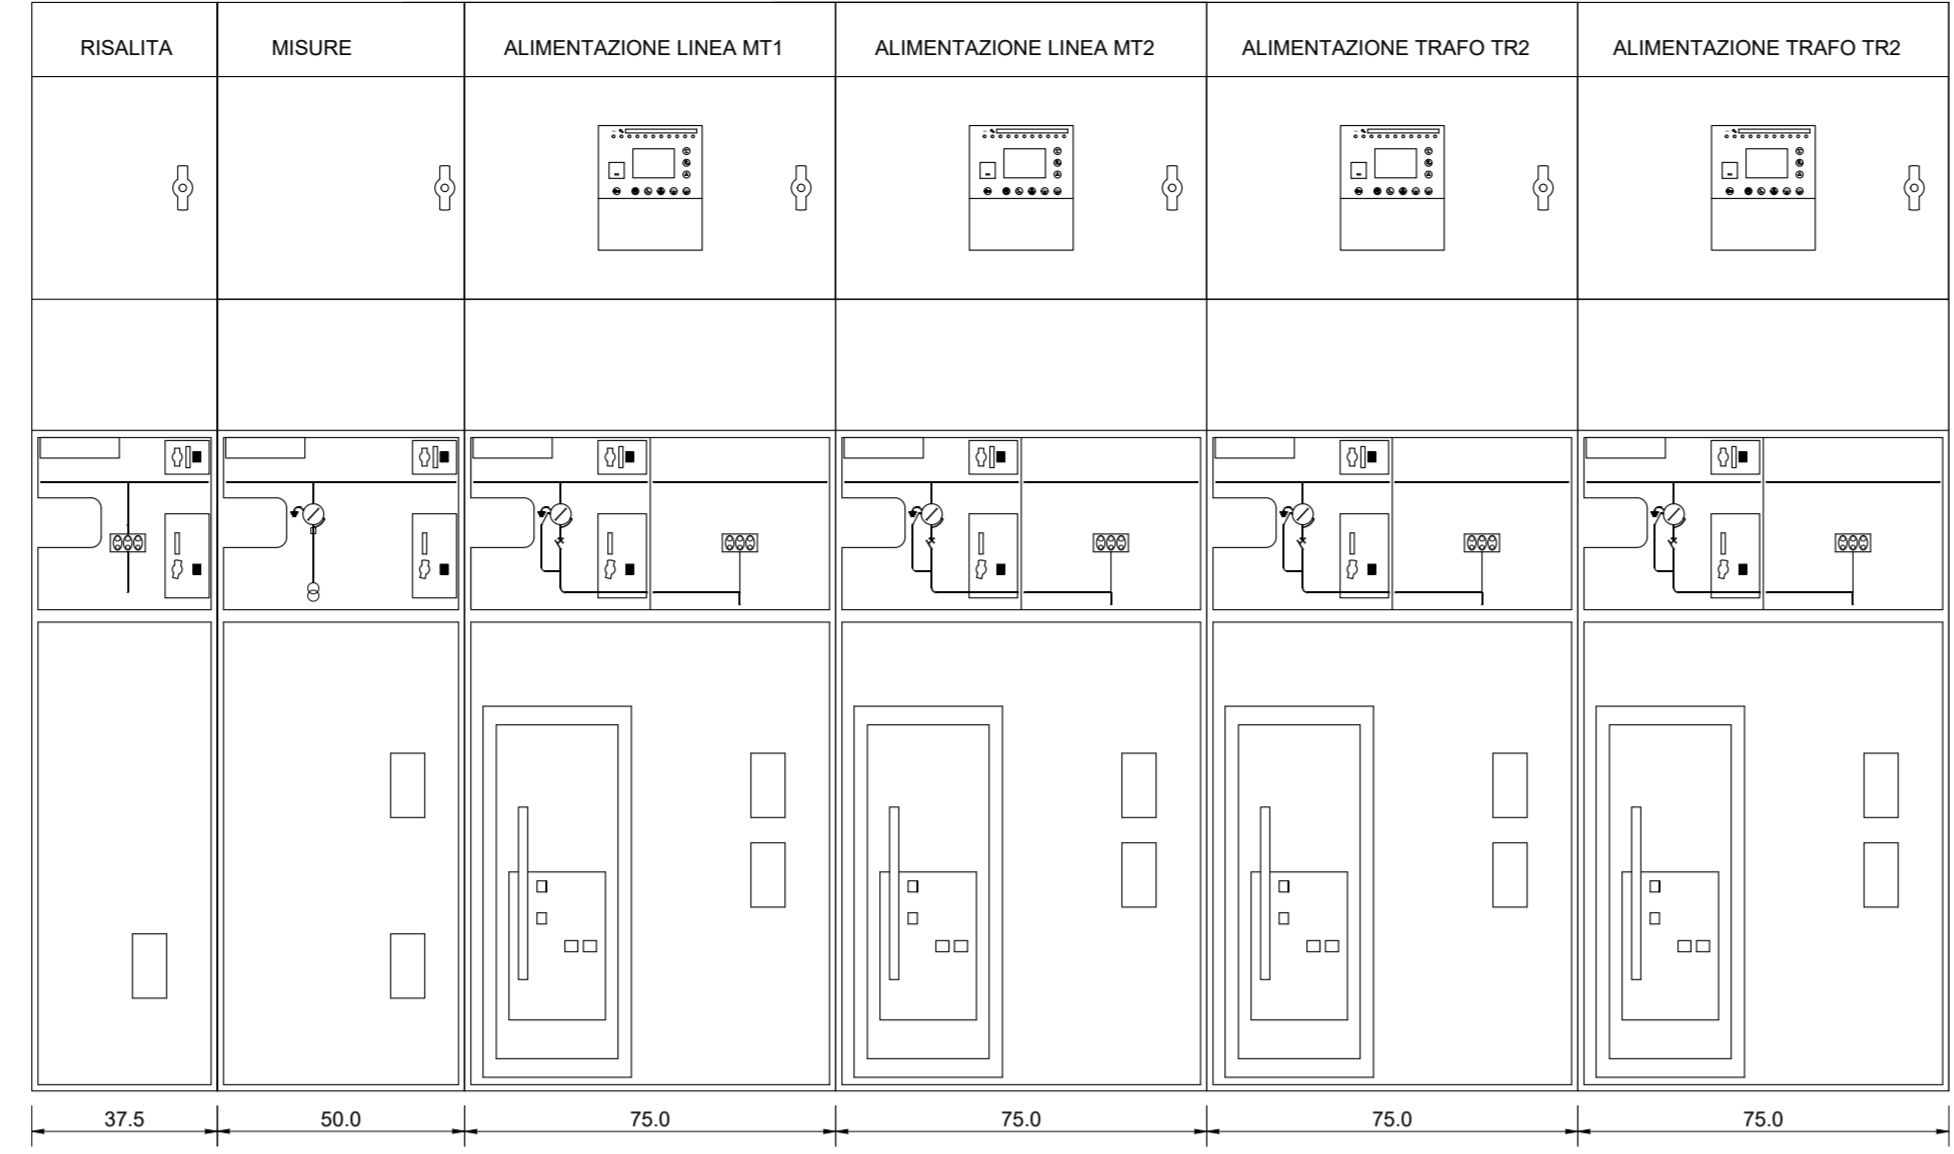 RISALITA
MISURE
ALIMENTAZIONE LINEA MT1
ALIMENTAZIONE LINEA MT2
ALIMENTAZIONE TRAFO TR2
ALIMENTAZIONE TRAFO TR2
37.5
50.0
75.0
75.0
75.0
75.0